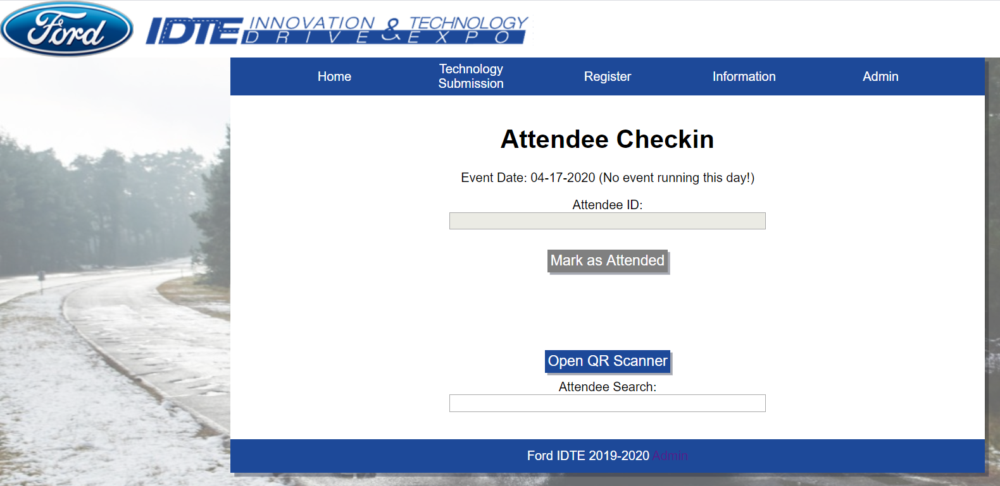 Ford
IDTE INNOVATION & TECHNOLOGY
DRIVE & EXPO
Home
Technology
Submission
Register
Information
Admin
Attendee Checkin
Event Date: 04-17-2020 (No event running this day!)
Attendee ID:
Mark as Attended
Open QR Scanner
Attendee Search:
Ford IDTE 2019-2020 Admin